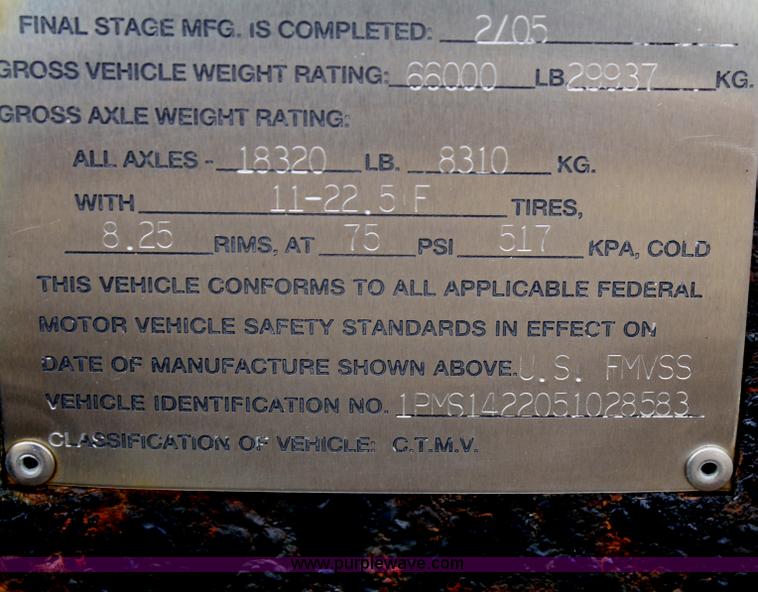 FINAL STAGE MFG. IS COMPLETED: 2/05
GROSS VEHICLE WEIGHT RATING: 66000 LB 29937 KG.
GROSS AXLE WEIGHT RATING:
ALL AXLES - 18320 LB. 8310 KG.
WITH 11-22.5 F TIRES,
8.25 RIMS, AT 75 PSI 517 KPA, COLD
THIS VEHICLE CONFORMS TO ALL APPLICABLE FEDERAL
MOTOR VEHICLE SAFETY STANDARDS IN EFFECT ON
DATE OF MANUFACTURE SHOWN ABOVE. U.S. FMVSS
VEHICLE IDENTIFICATION NO. 1PMS1422051028583
CLASSIFICATION OF VEHICLE: C.T.M.V.
www.purplewave.com